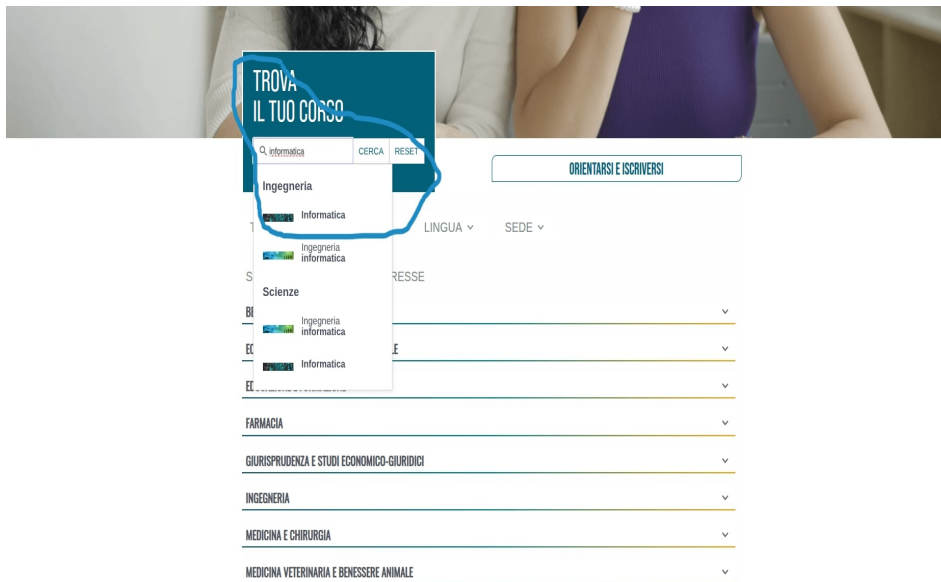 TROVA
IL TUO CORSO
informatica
CERCA
RESET
ORIENTARSI E ISCRIVERSI
Ingegneria
Informatica
LINGUA
SEDE
Ingegneria
informatica
RESSE
Scienze
Ingegneria
informatica
Informatica
FARMACIA
GIURISPRUDENZA E STUDI ECONOMICO-GIURIDICI
INGEGNERIA
MEDICINA E CHIRURGIA
MEDICINA VETERINARIA E BENESSERE ANIMALE